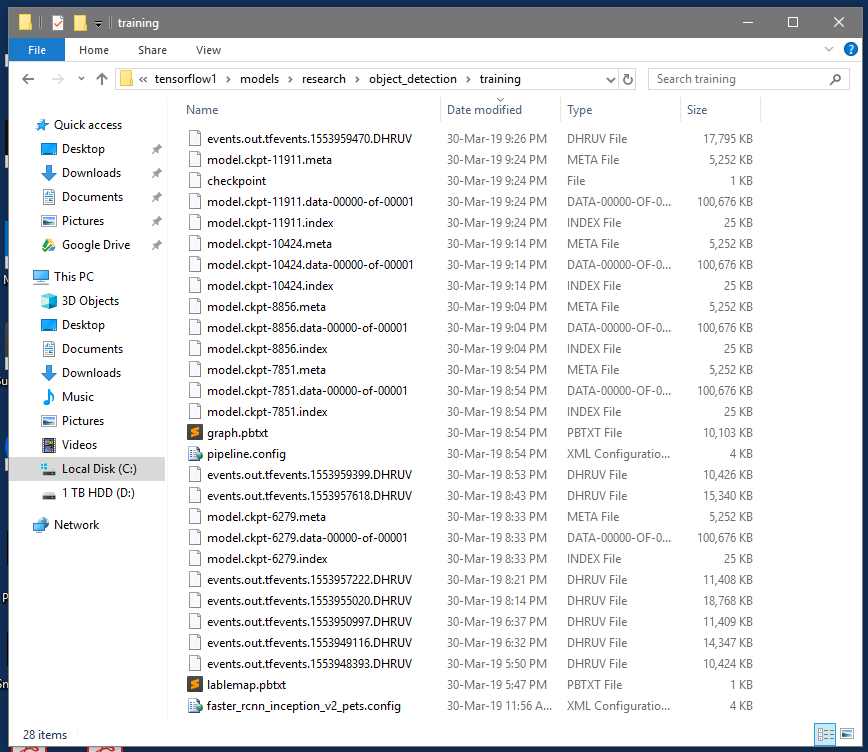 training
File Home Share View
« tensorflow1 › models › research › object_detection › training
Search training
Name Date modified Type Size
Quick access
Desktop
Downloads
Documents
Pictures
Google Drive
This PC
3D Objects
Desktop
Documents
Downloads
Music
Pictures
Videos
Local Disk (C:)
1 TB HDD (D:)
Network
events.out.tfevents.1553959470.DHRUV 30-Mar-19 9:26 PM DHRUV File 17,795 KB
model.ckpt-11911.meta 30-Mar-19 9:24 PM META File 5,252 KB
checkpoint 30-Mar-19 9:24 PM File 1 KB
model.ckpt-11911.data-00000-of-00001 30-Mar-19 9:24 PM DATA-00000-OF-0... 100,676 KB
model.ckpt-11911.index 30-Mar-19 9:24 PM INDEX File 25 KB
model.ckpt-10424.meta 30-Mar-19 9:14 PM META File 5,252 KB
model.ckpt-10424.data-00000-of-00001 30-Mar-19 9:14 PM DATA-00000-OF-0... 100,676 KB
model.ckpt-10424.index 30-Mar-19 9:14 PM INDEX File 25 KB
model.ckpt-8856.meta 30-Mar-19 9:04 PM META File 5,252 KB
model.ckpt-8856.data-00000-of-00001 30-Mar-19 9:04 PM DATA-00000-OF-0... 100,676 KB
model.ckpt-8856.index 30-Mar-19 9:04 PM INDEX File 25 KB
model.ckpt-7851.meta 30-Mar-19 8:54 PM META File 5,252 KB
model.ckpt-7851.data-00000-of-00001 30-Mar-19 8:54 PM DATA-00000-OF-0... 100,676 KB
model.ckpt-7851.index 30-Mar-19 8:54 PM INDEX File 25 KB
graph.pbtxt 30-Mar-19 8:54 PM PBTXT File 10,103 KB
pipeline.config 30-Mar-19 8:54 PM XML Configuratio... 4 KB
events.out.tfevents.1553959399.DHRUV 30-Mar-19 8:53 PM DHRUV File 10,426 KB
events.out.tfevents.1553957618.DHRUV 30-Mar-19 8:43 PM DHRUV File 15,340 KB
model.ckpt-6279.meta 30-Mar-19 8:33 PM META File 5,252 KB
model.ckpt-6279.data-00000-of-00001 30-Mar-19 8:33 PM DATA-00000-OF-0... 100,676 KB
model.ckpt-6279.index 30-Mar-19 8:33 PM INDEX File 25 KB
events.out.tfevents.1553957222.DHRUV 30-Mar-19 8:21 PM DHRUV File 11,408 KB
events.out.tfevents.1553955020.DHRUV 30-Mar-19 8:14 PM DHRUV File 18,768 KB
events.out.tfevents.1553950997.DHRUV 30-Mar-19 6:37 PM DHRUV File 11,409 KB
events.out.tfevents.1553949116.DHRUV 30-Mar-19 6:32 PM DHRUV File 14,347 KB
events.out.tfevents.1553948393.DHRUV 30-Mar-19 5:50 PM DHRUV File 10,424 KB
lablemap.pbtxt 30-Mar-19 5:47 PM PBTXT File 1 KB
faster_rcnn_inception_v2_pets.config 30-Mar-19 11:56 A... XML Configuratio... 4 KB
28 items